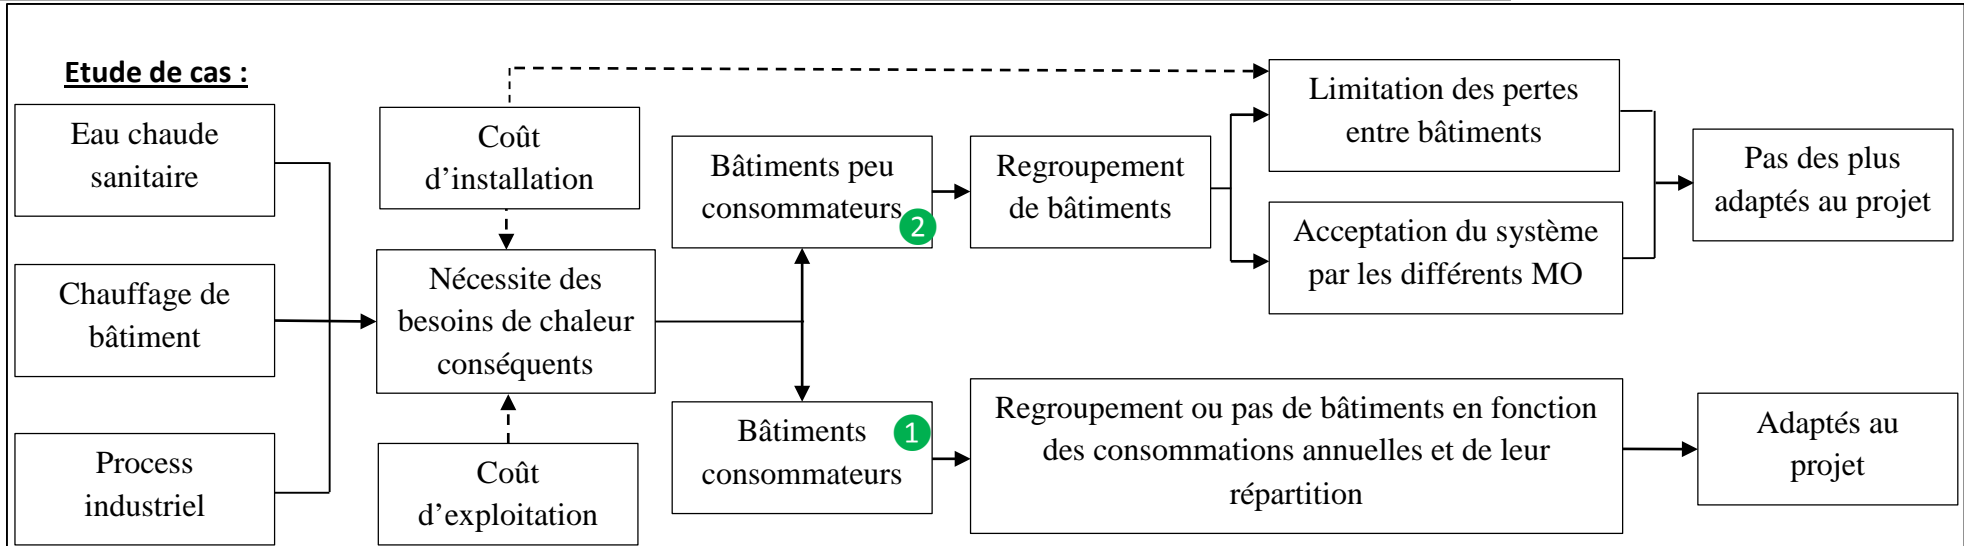 Etude de cas :
Eau chaude
sanitaire
Chauffage de
bâtiment
Process
industriel
Coût
d’installation
Nécessite des
besoins de chaleur
conséquents
Coût
d’exploitation
Bâtiments peu
consommateurs
2
Bâtiments
consommateurs
1
Regroupement
de bâtiments
Limitation des pertes
entre bâtiments
Acceptation du système
par les différents MO
Pas des plus
adaptés au projet
Regroupement ou pas de bâtiments en fonction
des consommations annuelles et de leur
répartition
Adaptés au
projet